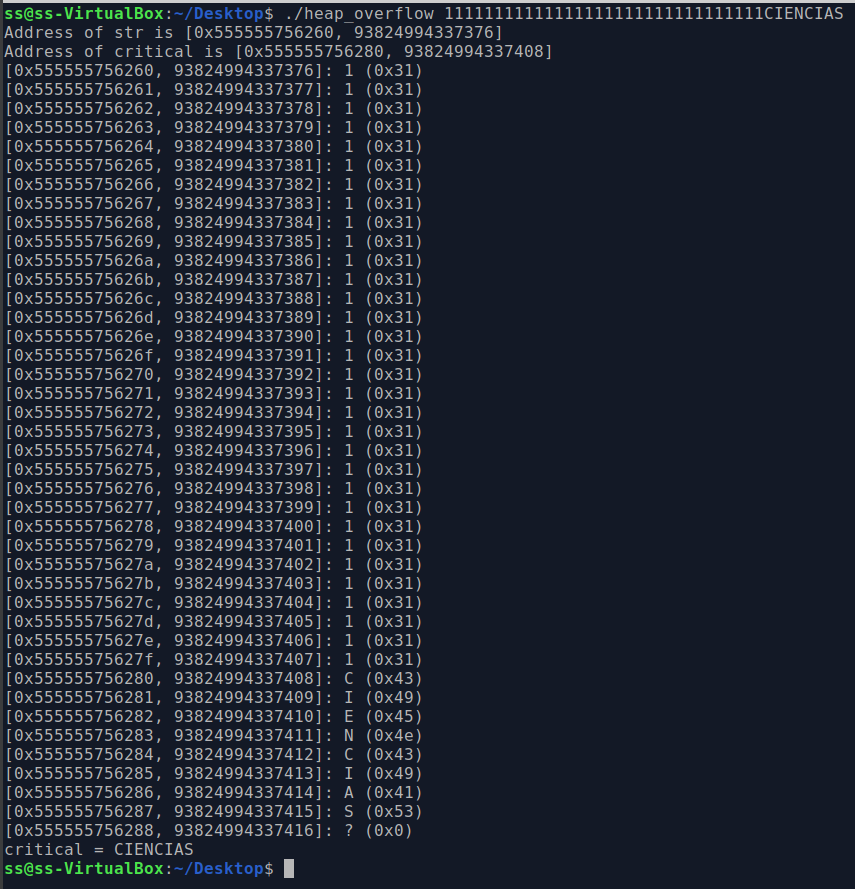 ss@ss-VirtualBox:~/Desktop$ ./heap_overflow 11111111111111111111111111111111CIENCIAS
Address of str is [0x555555756260, 93824994337376]
Address of critical is [0x555555756280, 93824994337408]
[0x555555756260, 93824994337376]: 1 (0x31)
[0x555555756261, 93824994337377]: 1 (0x31)
[0x555555756262, 93824994337378]: 1 (0x31)
[0x555555756263, 93824994337379]: 1 (0x31)
[0x555555756264, 93824994337380]: 1 (0x31)
[0x555555756265, 93824994337381]: 1 (0x31)
[0x555555756266, 93824994337382]: 1 (0x31)
[0x555555756267, 93824994337383]: 1 (0x31)
[0x555555756268, 93824994337384]: 1 (0x31)
[0x555555756269, 93824994337385]: 1 (0x31)
[0x55555575626a, 93824994337386]: 1 (0x31)
[0x55555575626b, 93824994337387]: 1 (0x31)
[0x55555575626c, 93824994337388]: 1 (0x31)
[0x55555575626d, 93824994337389]: 1 (0x31)
[0x55555575626e, 93824994337390]: 1 (0x31)
[0x55555575626f, 93824994337391]: 1 (0x31)
[0x555555756270, 93824994337392]: 1 (0x31)
[0x555555756271, 93824994337393]: 1 (0x31)
[0x555555756272, 93824994337394]: 1 (0x31)
[0x555555756273, 93824994337395]: 1 (0x31)
[0x555555756274, 93824994337396]: 1 (0x31)
[0x555555756275, 93824994337397]: 1 (0x31)
[0x555555756276, 93824994337398]: 1 (0x31)
[0x555555756277, 93824994337399]: 1 (0x31)
[0x555555756278, 93824994337400]: 1 (0x31)
[0x555555756279, 93824994337401]: 1 (0x31)
[0x55555575627a, 93824994337402]: 1 (0x31)
[0x55555575627b, 93824994337403]: 1 (0x31)
[0x55555575627c, 93824994337404]: 1 (0x31)
[0x55555575627d, 93824994337405]: 1 (0x31)
[0x55555575627e, 93824994337406]: 1 (0x31)
[0x55555575627f, 93824994337407]: 1 (0x31)
[0x555555756280, 93824994337408]: C (0x43)
[0x555555756281, 93824994337409]: I (0x49)
[0x555555756282, 93824994337410]: E (0x45)
[0x555555756283, 93824994337411]: N (0x4e)
[0x555555756284, 93824994337412]: C (0x43)
[0x555555756285, 93824994337413]: I (0x49)
[0x555555756286, 93824994337414]: A (0x41)
[0x555555756287, 93824994337415]: S (0x53)
[0x555555756288, 93824994337416]: ? (0x0)
critical = CIENCIAS
ss@ss-VirtualBox:~/Desktop$